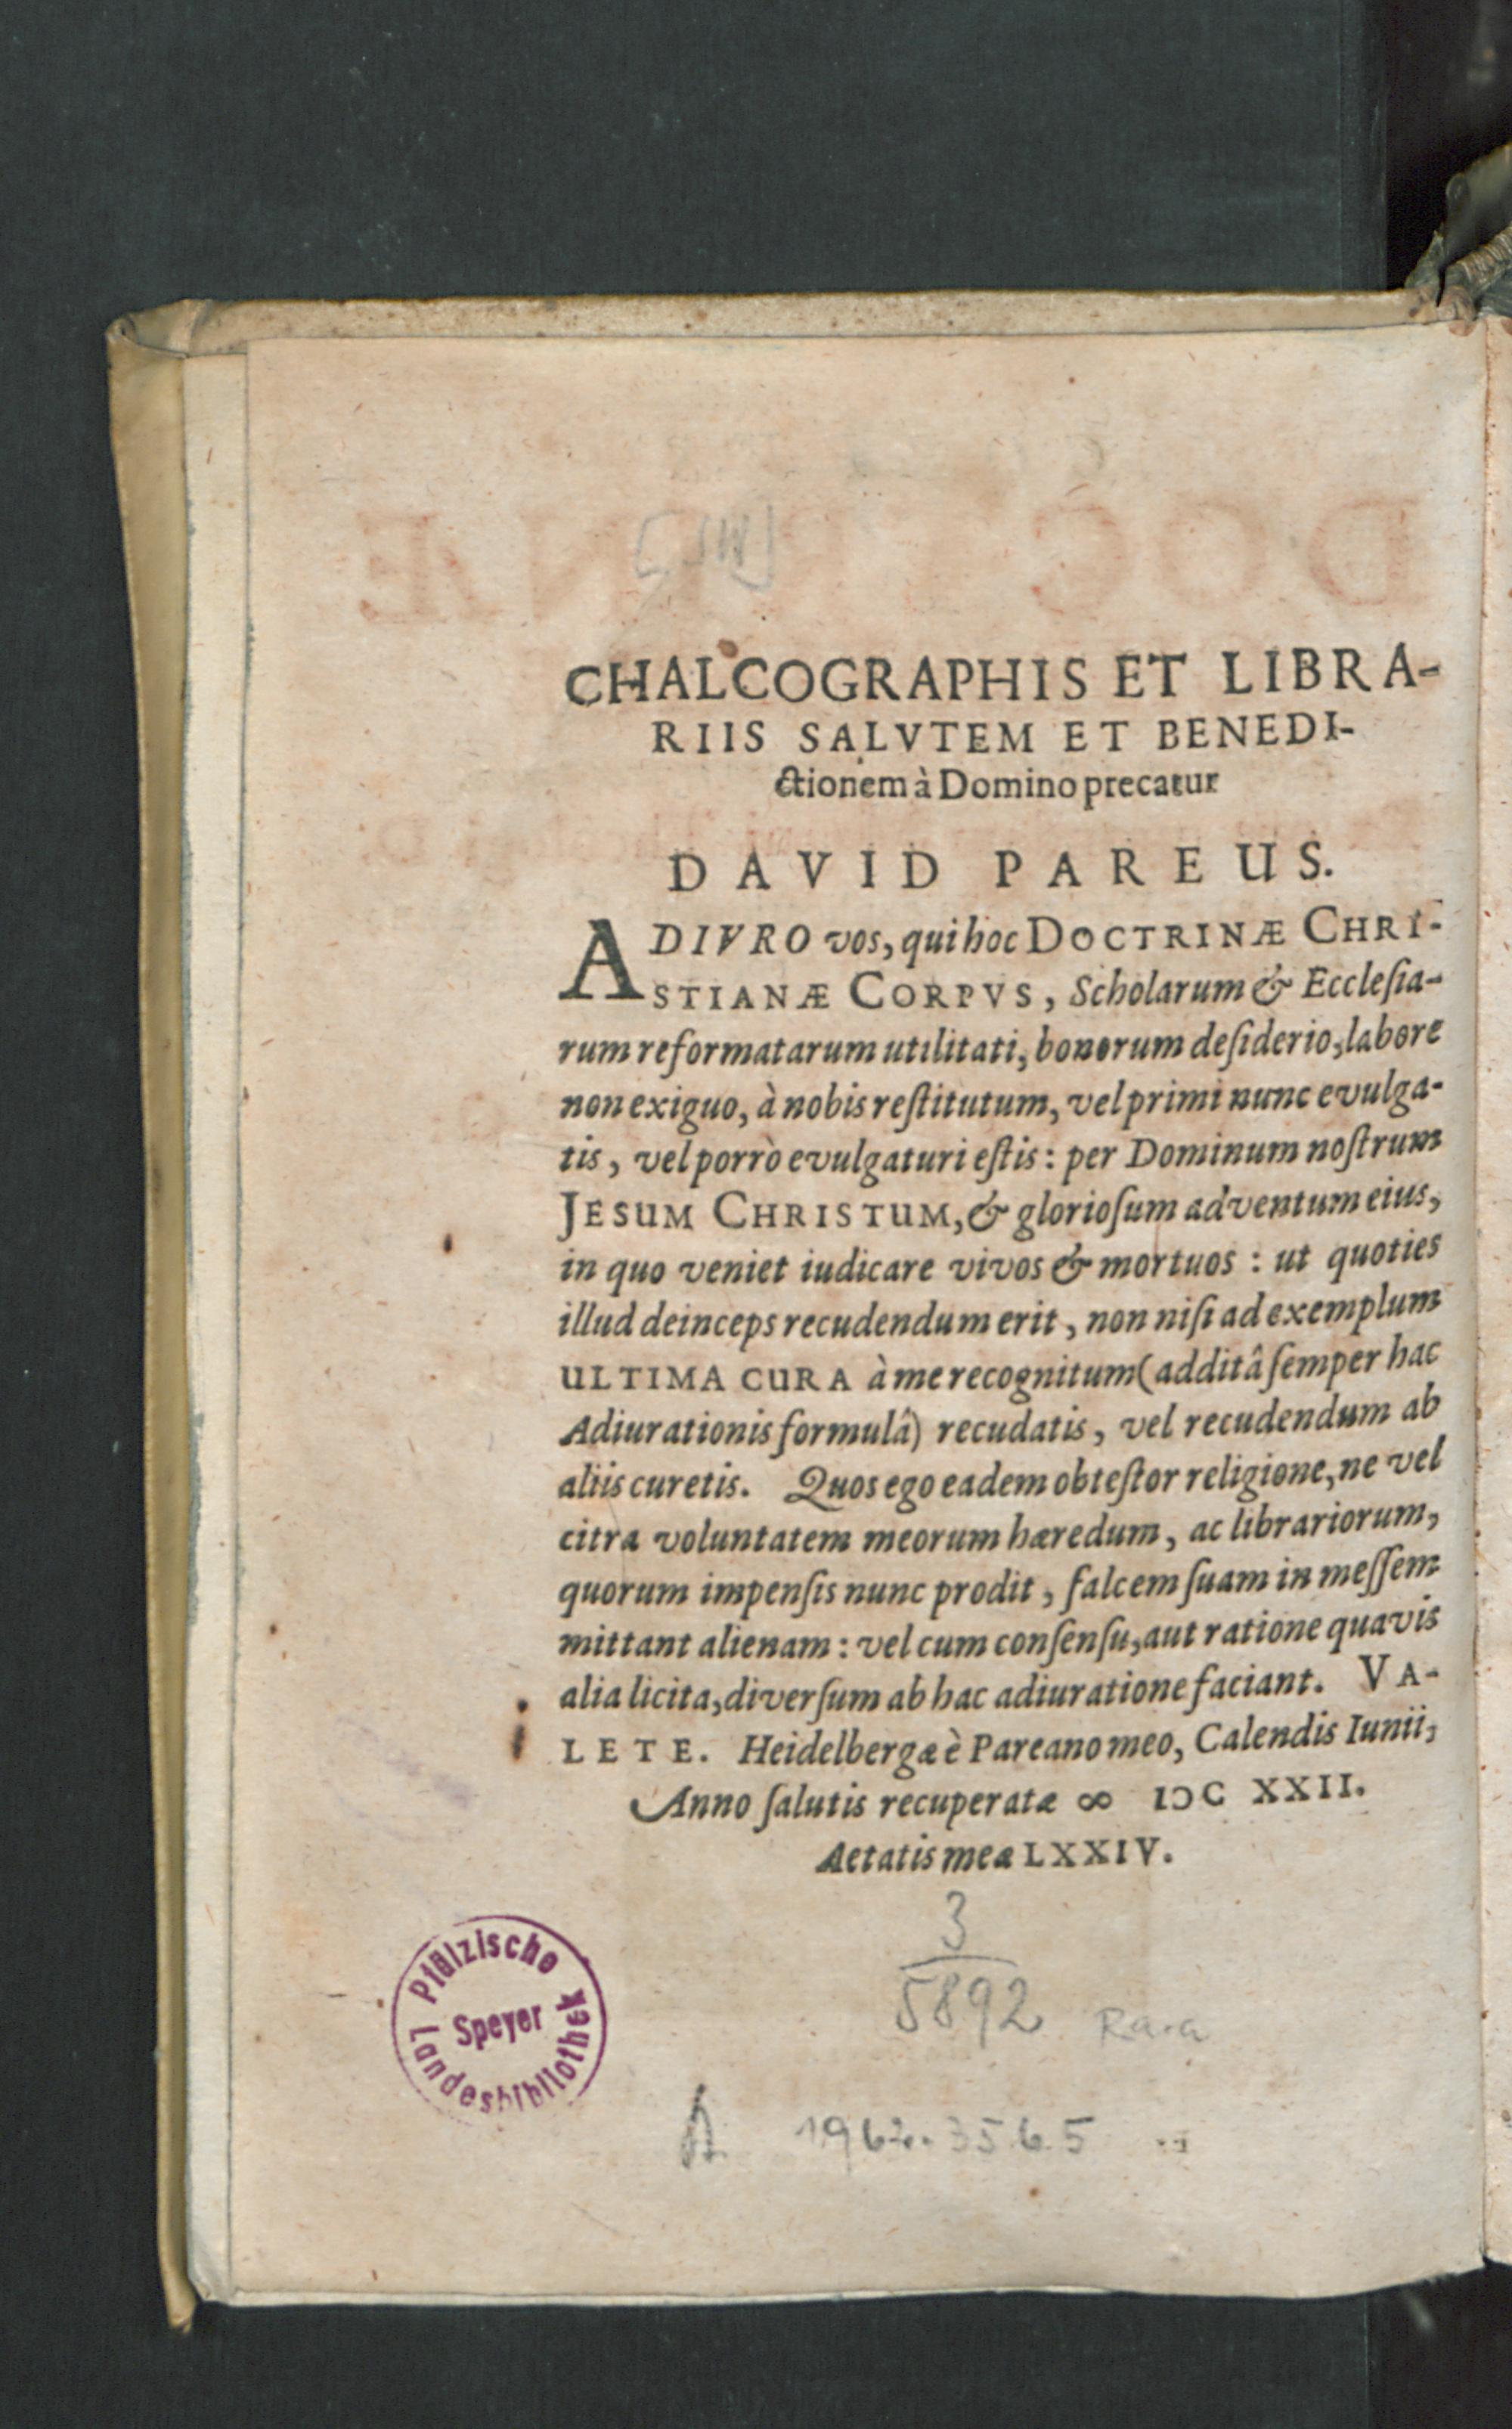 CHALCOGRAPHIS ET LIBRA-
RIIS SALVTEM ET BENEDI-
ctionem à Domino precatur
DAVID PAREUS.
ADIVRO vos, qui hoc DOCTRINÆ CHRI-
STIANÆ CORPVS, Scholarum & Eccleſia-
rum reformatarum utilitati, bonorum deſiderio, labore
non exiguo, à nobis reſtitutum, vel primi nunc evulga-
tis, vel porrò evulgaturi eſtis: per Dominum noſtrum
JESUM CHRISTUM, & glorioſum adventum eius,
in quo veniet iudicare vivos & mortuos: ut quoties
illud deinceps recudendum erit, non niſi ad exemplum
ULTIMA CURA à me recognitum (additâ ſemper hac
Adiurationis formulâ) recudatis, vel recudendum ab
aliis curetis. Quos ego eadem obteſtor religione, ne vel
citra voluntatem meorum hæredum, ac librariorum,
quorum impenſis nunc prodit, falcem ſuam in meſſem
mittant alienam: vel cum conſenſu, aut ratione quavis
alia licita, diverſum ab hac adiuratione faciant. VA-
LETE. Heidelbergæ è Pareano meo, Calendis Iunii,
Anno ſalutis recuperatæ ∞ IƆC XXII.
Aetatis meæ LXXIV.
3
5892 Rara
Pfälzische
Speyer
Landesbibliothek
A 1962.3565